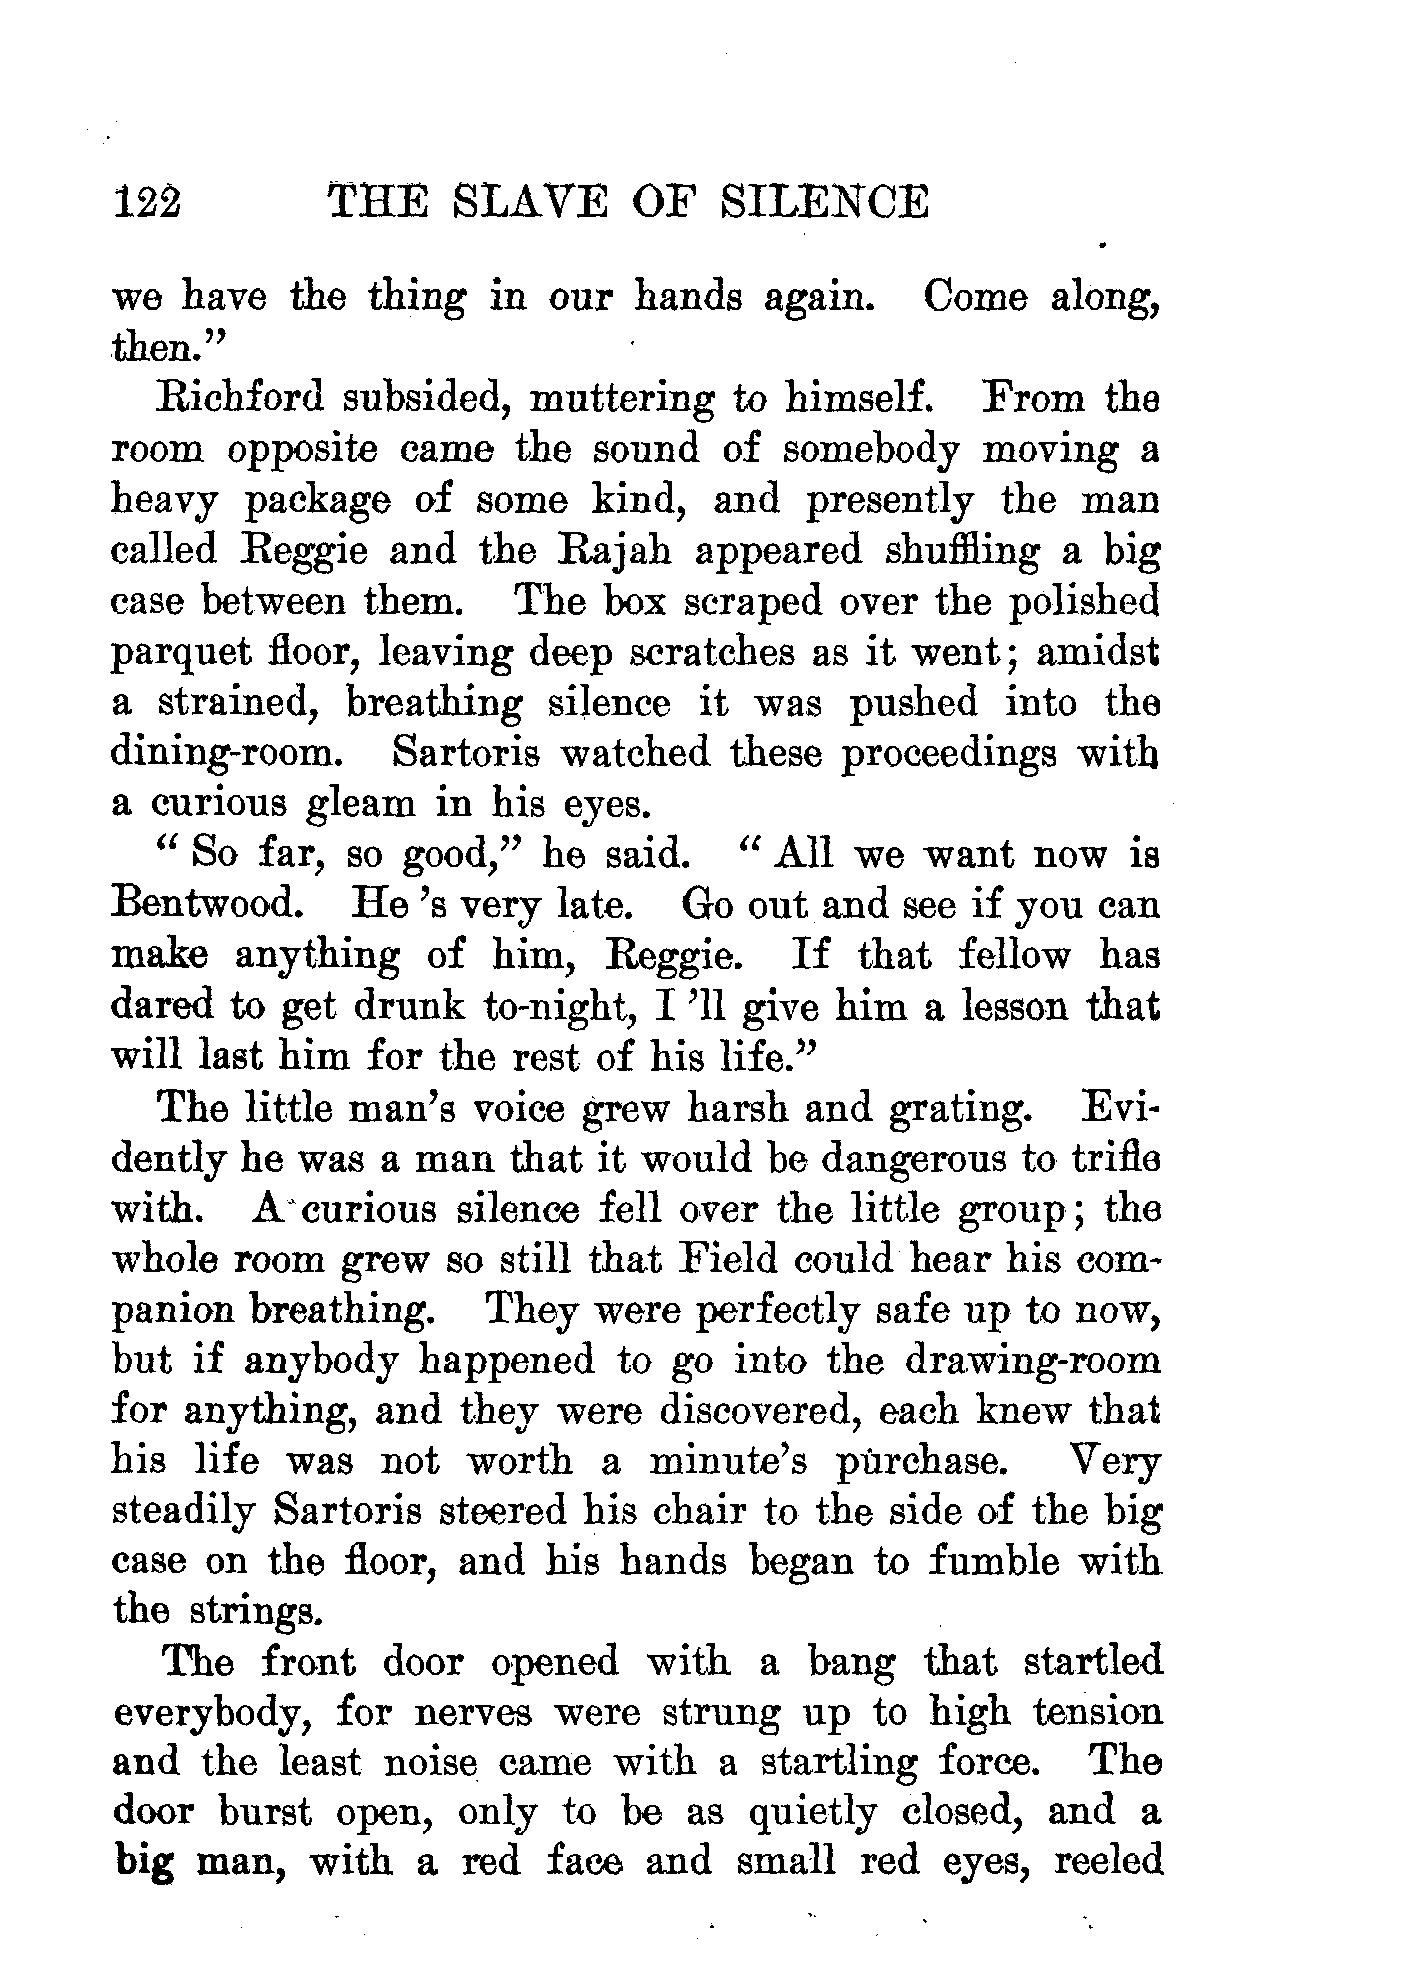 122 THE SLAVE OF SILENCE
we have the thing in our hands again. Come along,
then."
Richford subsided, muttering to himself. From the
room opposite came the sound of somebody moving a
heavy package of some kind, and presently the man
called Reggie and the Rajah appeared shuffling a big
case between them. The box scraped over the polished
parquet floor, leaving deep scratches as it went; amidst
a strained, breathing silence it was pushed into the
dining-room. Sartoris watched these proceedings with
a curious gleam in his eyes.
" So far, so good," he said. " All we want now is
Bentwood. He 's very late. Go out and see if you can
make anything of him, Reggie. If that fellow has
dared to get drunk to-night, I 'll give him a lesson that
will last him for the rest of his life."
The little man's voice grew harsh and grating. Evi-
dently he was a man that it would be dangerous to trifle
with. A curious silence fell over the little group; the
whole room grew so still that Field could hear his com-
panion breathing. They were perfectly safe up to now,
but if anybody happened to go into the drawing-room
for anything, and they were discovered, each knew that
his life was not worth a minute's purchase. Very
steadily Sartoris steered his chair to the side of the big
case on the floor, and his hands began to fumble with
the strings.
The front door opened with a bang that startled
everybody, for nerves were strung up to high tension
and the least noise came with a startling force. The
door burst open, only to be as quietly closed, and a
big man, with a red face and small red eyes, reeled